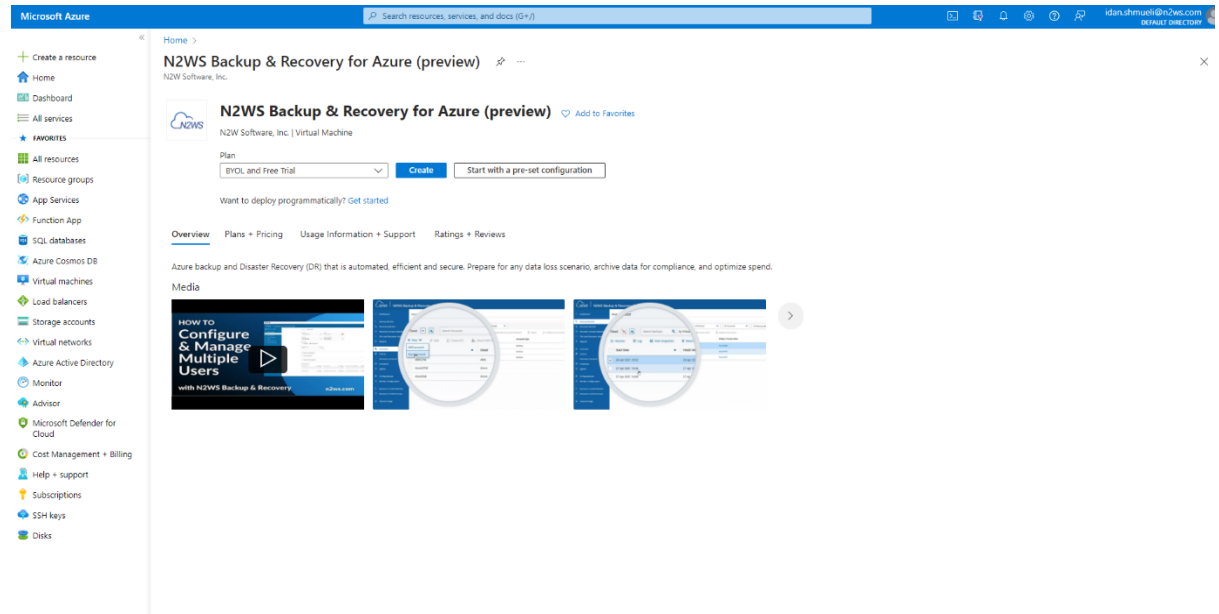 Microsoft Azure
Search resources, services, and docs (G+/)
idan.shmueli@n2ws.com
DEFAULT DIRECTORY
Create a resource
Home
Dashboard
All services
FAVORITES
All resources
Resource groups
App Services
Function App
SQL databases
Azure Cosmos DB
Virtual machines
Load balancers
Storage accounts
Virtual networks
Azure Active Directory
Monitor
Advisor
Microsoft Defender for
Cloud
Cost Management + Billing
Help + support
Subscriptions
SSH keys
Disks
Home >
N2WS Backup & Recovery for Azure (preview)
N2W Software, Inc.
N2WS
N2WS Backup & Recovery for Azure (preview) Add to Favorites
N2W Software, Inc. | Virtual Machine
Plan
BYOL and Free Trial Create Start with a pre-set configuration
Want to deploy programmatically? Get started
Overview Plans + Pricing Usage Information + Support Ratings + Reviews
Azure backup and Disaster Recovery (DR) that is automated, efficient and secure. Prepare for any data loss scenario, archive data for compliance, and optimize spend.
Media
HOW TO
Configure
& Manage
Multiple
Users
with N2WS Backup & Recovery n2ws.com